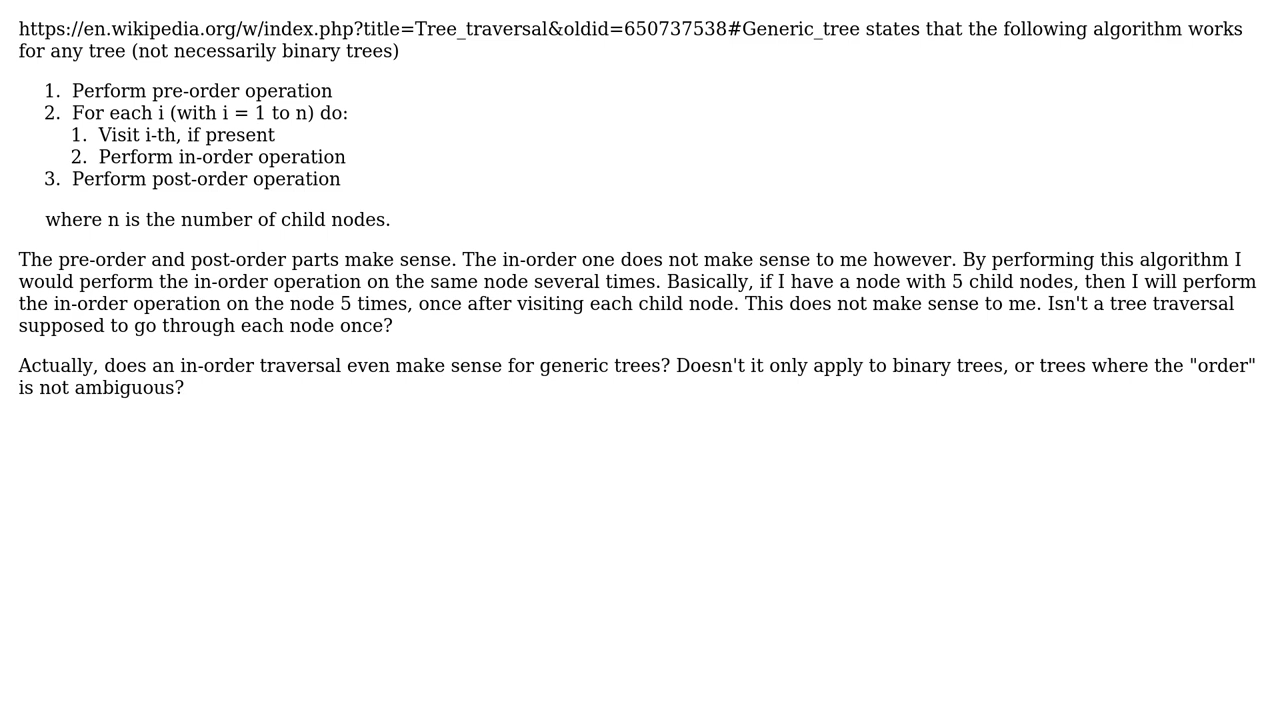 https://en.wikipedia.org/w/index.php?title=Tree_traversal&oldid=650737538#Generic_tree states that the following algorithm works
for any tree (not necessarily binary trees)
1. Perform pre-order operation
2. For each i (with i = 1 to n) do:
1. Visit i-th, if present
2. Perform in-order operation
3. Perform post-order operation
where n is the number of child nodes.
The pre-order and post-order parts make sense. The in-order one does not make sense to me however. By performing this algorithm I
would perform the in-order operation on the same node several times. Basically, if I have a node with 5 child nodes, then I will perform
the in-order operation on the node 5 times, once after visiting each child node. This does not make sense to me. Isn't a tree traversal
supposed to go through each node once?
Actually, does an in-order traversal even make sense for generic trees? Doesn't it only apply to binary trees, or trees where the "order"
is not ambiguous?